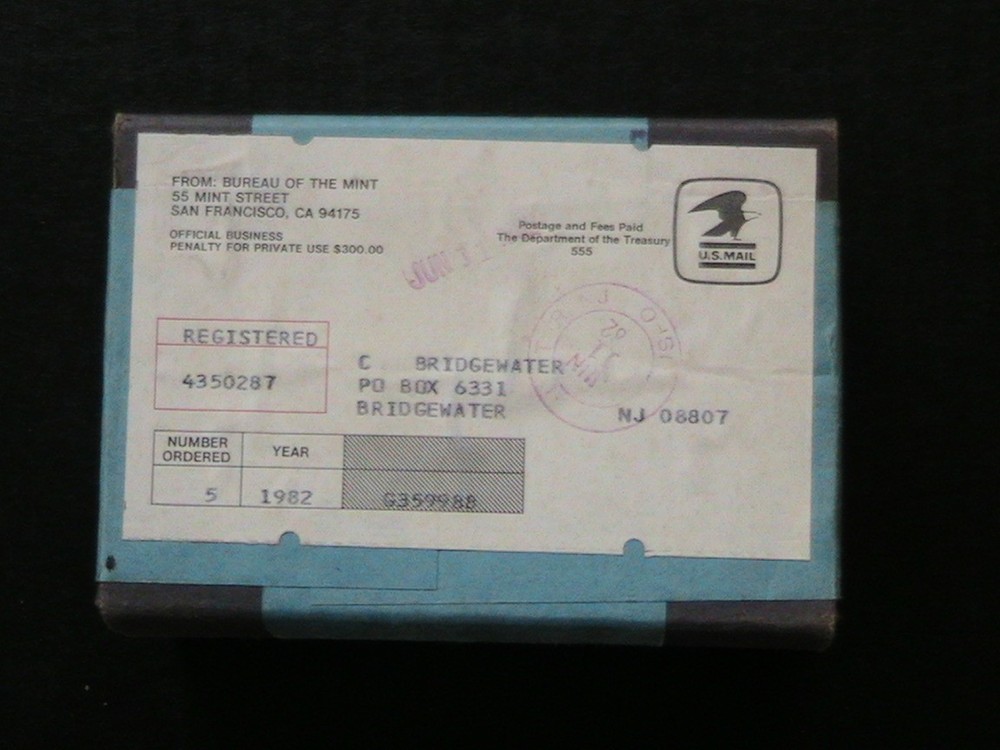 FROM: BUREAU OF THE MINT
55 MINT STREET
SAN FRANCISCO, CA 94175
OFFICIAL BUSINESS
PENALTY FOR PRIVATE USE $300.00
Postage and Fees Paid
The Department of the Treasury
555
U.S.MAIL
JUN
82
REGISTERED
4350287
C BRIDGEWATER
PO BOX 6331
BRIDGEWATER NJ 08807
NUMBER ORDERED
YEAR
5 1982 G359988